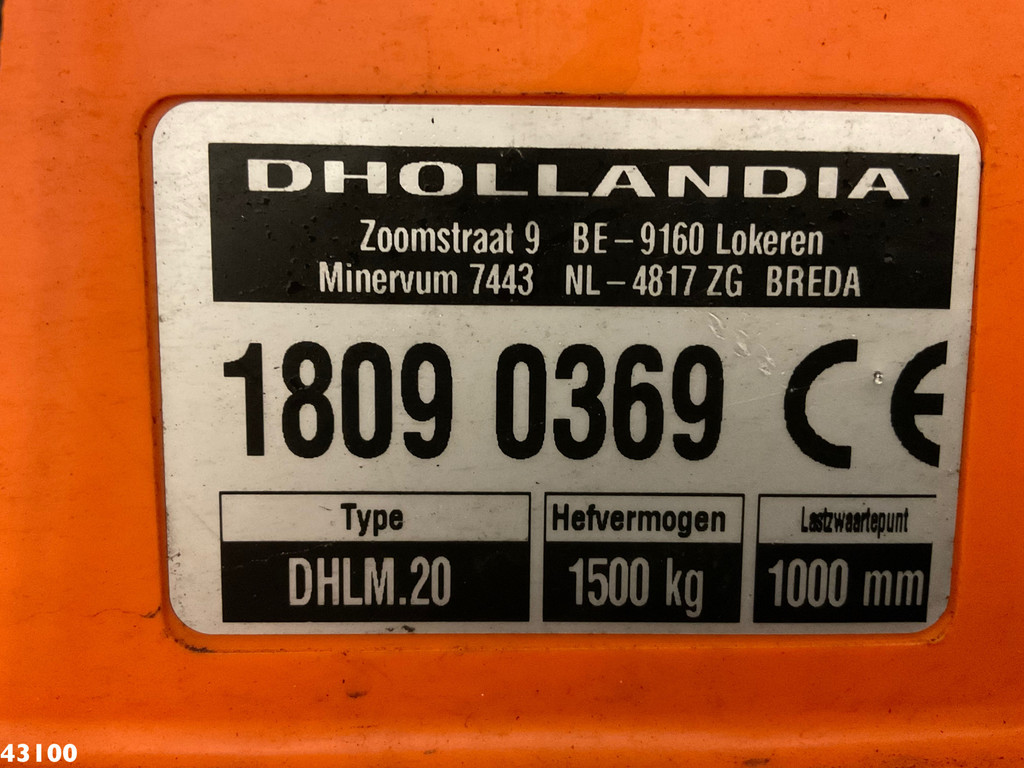 DHOLLANDIA
Zoomstraat 9 BE-9160 Lokeren
Minervum 7443 NL-4817 ZG BREDA
1809 0369 CE
Type Hefvermogen Lastzwaartepunt
DHLM.20 1500 kg 1000 mm
43100